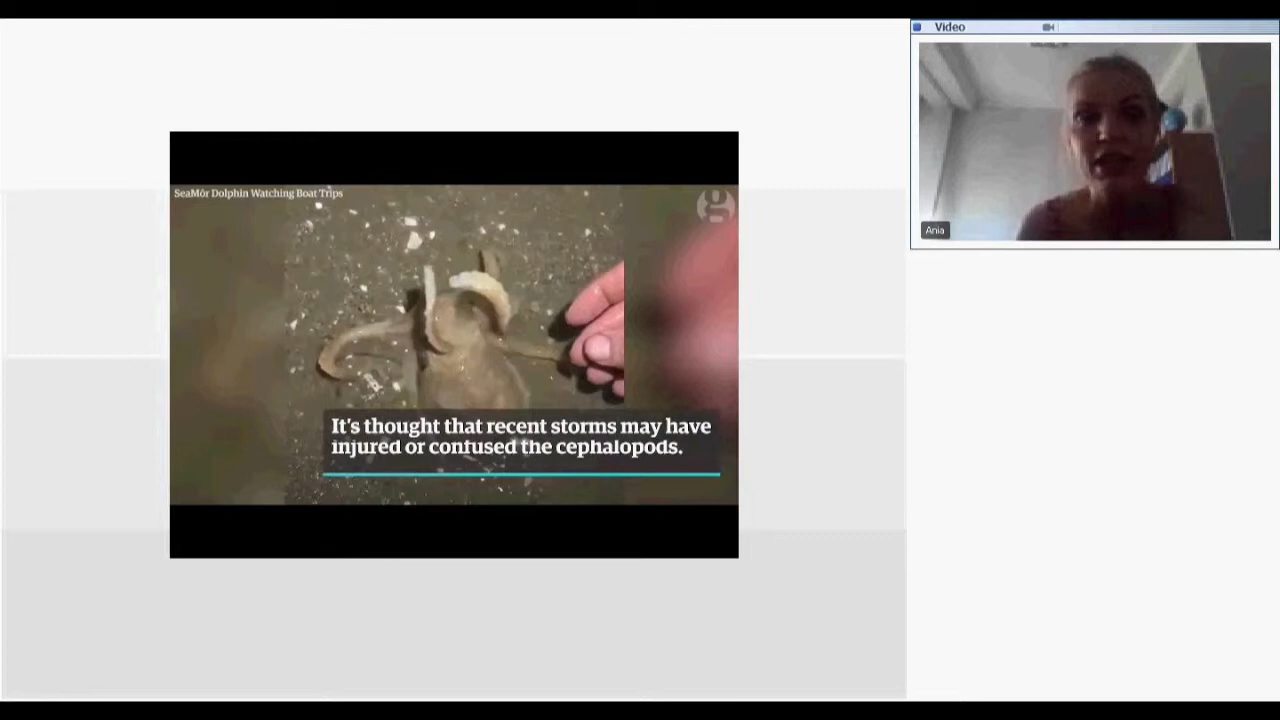 Video
SeaMôr Dolphin Watching Boat Trips
g
Ania
It's thought that recent storms may have
injured or confused the cephalopods.